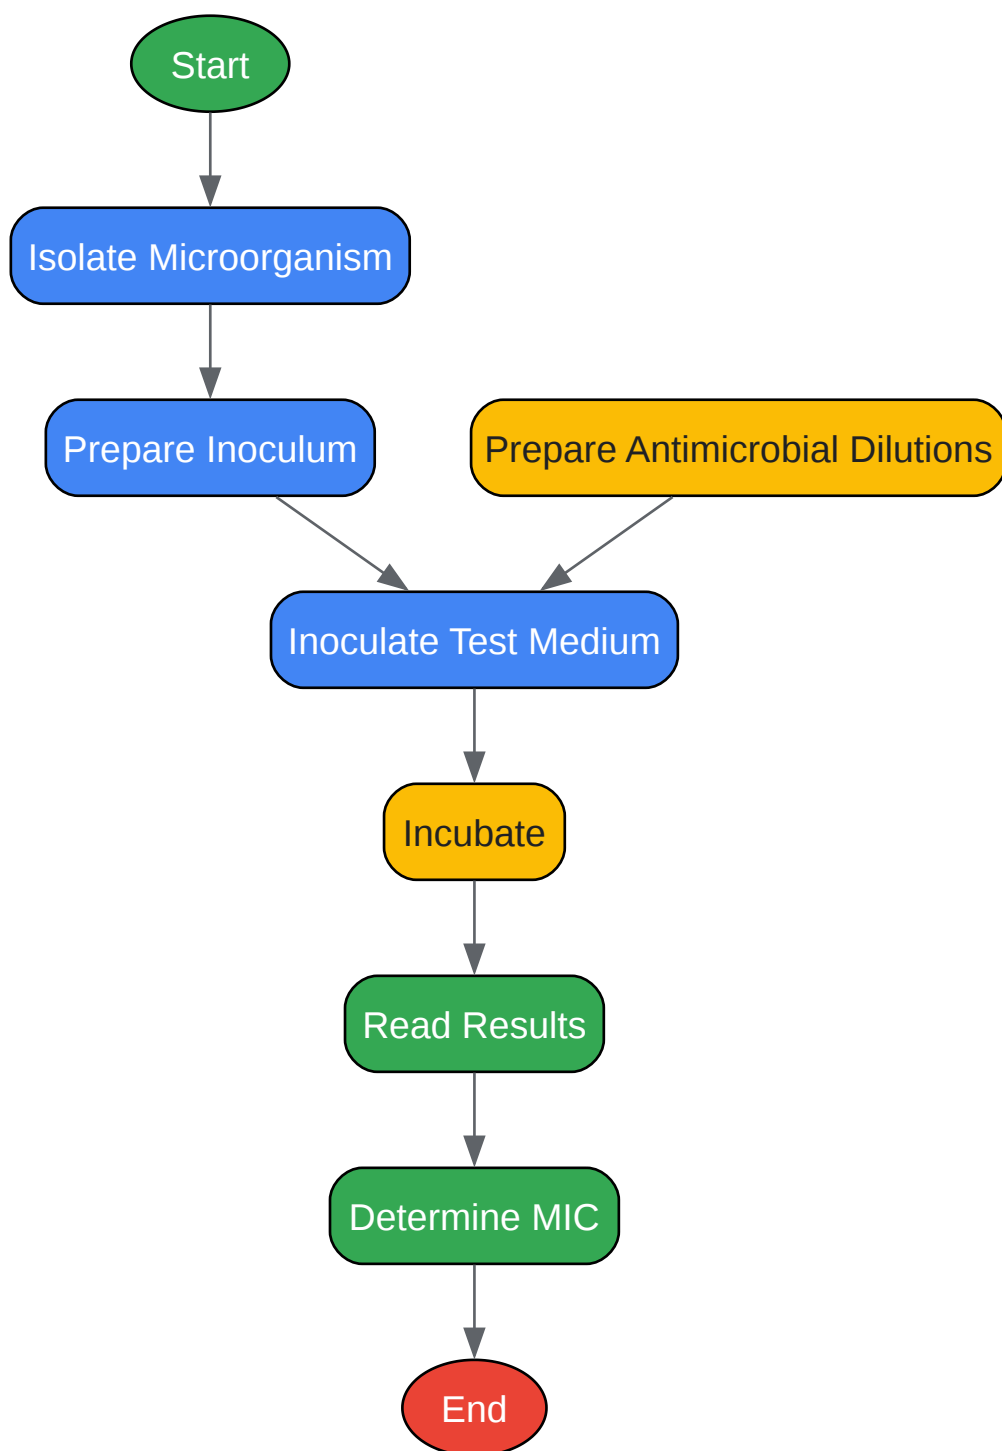 Start
Isolate Microorganism
Prepare Inoculum
Prepare Antimicrobial Dilutions
Inoculate Test Medium
Incubate
Read Results
Determine MIC
End